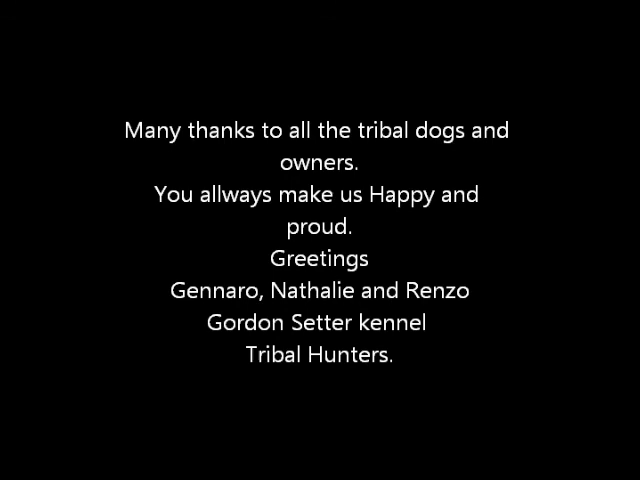 Many thanks to all the tribal dogs and
owners.
You allways make us Happy and
proud.
Greetings
Gennaro, Nathalie and Renzo
Gordon Setter kennel
Tribal Hunters.